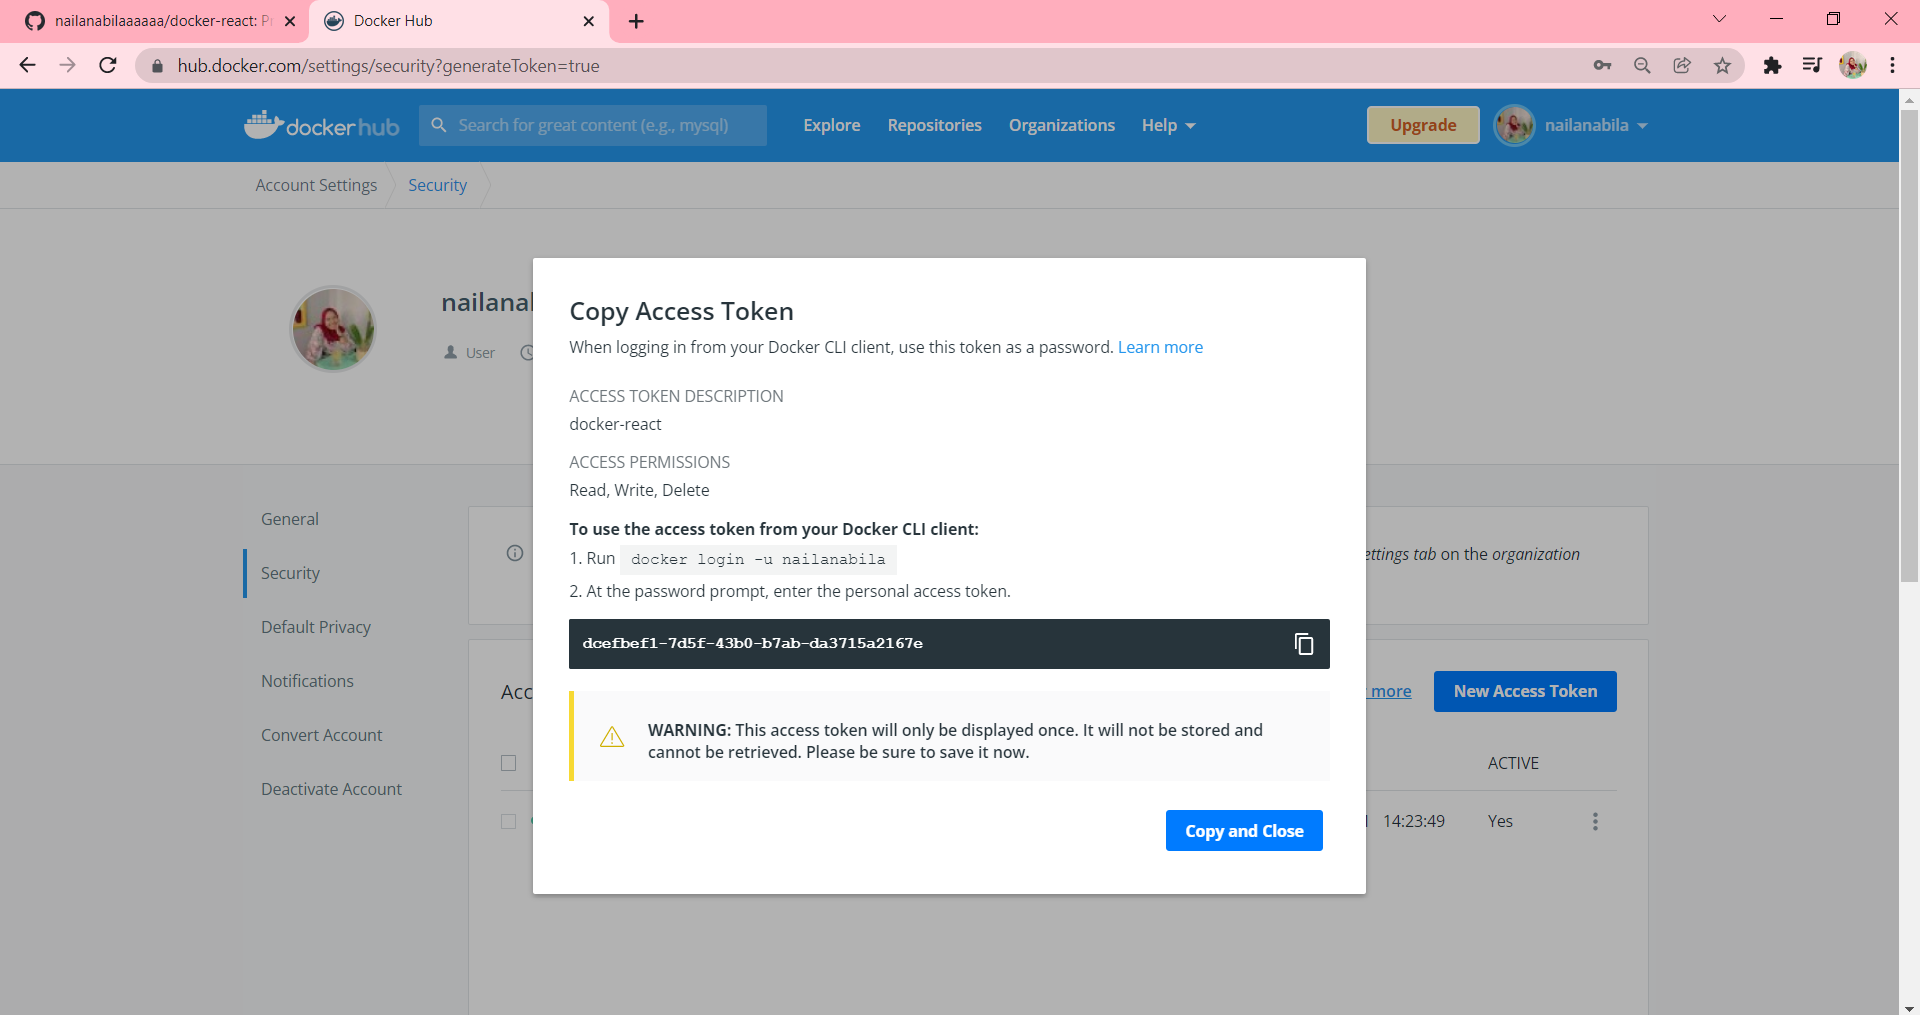 nailanabilaaaaaa/docker-react: P
Docker Hub
hub.docker.com/settings/security?generateToken=true
docker hub
Search for great content (e.g., mysql)
Explore
Repositories
Organizations
Help
Upgrade
nailanabila
Account Settings
Security
nailanal
User
Copy Access Token
When logging in from your Docker CLI client, use this token as a password. Learn more
ACCESS TOKEN DESCRIPTION
docker-react
ACCESS PERMISSIONS
Read, Write, Delete
To use the access token from your Docker CLI client:
1. Run docker login -u nailanabila
2. At the password prompt, enter the personal access token.
dcefbef1-7d5f-43b0-b7ab-da3715a2167e
WARNING: This access token will only be displayed once. It will not be stored and
cannot be retrieved. Please be sure to save it now.
Copy and Close
General
Security
Default Privacy
Notifications
Convert Account
Deactivate Account
ettings tab on the organization
Acc
more
New Access Token
ACTIVE
14:23:49
Yes